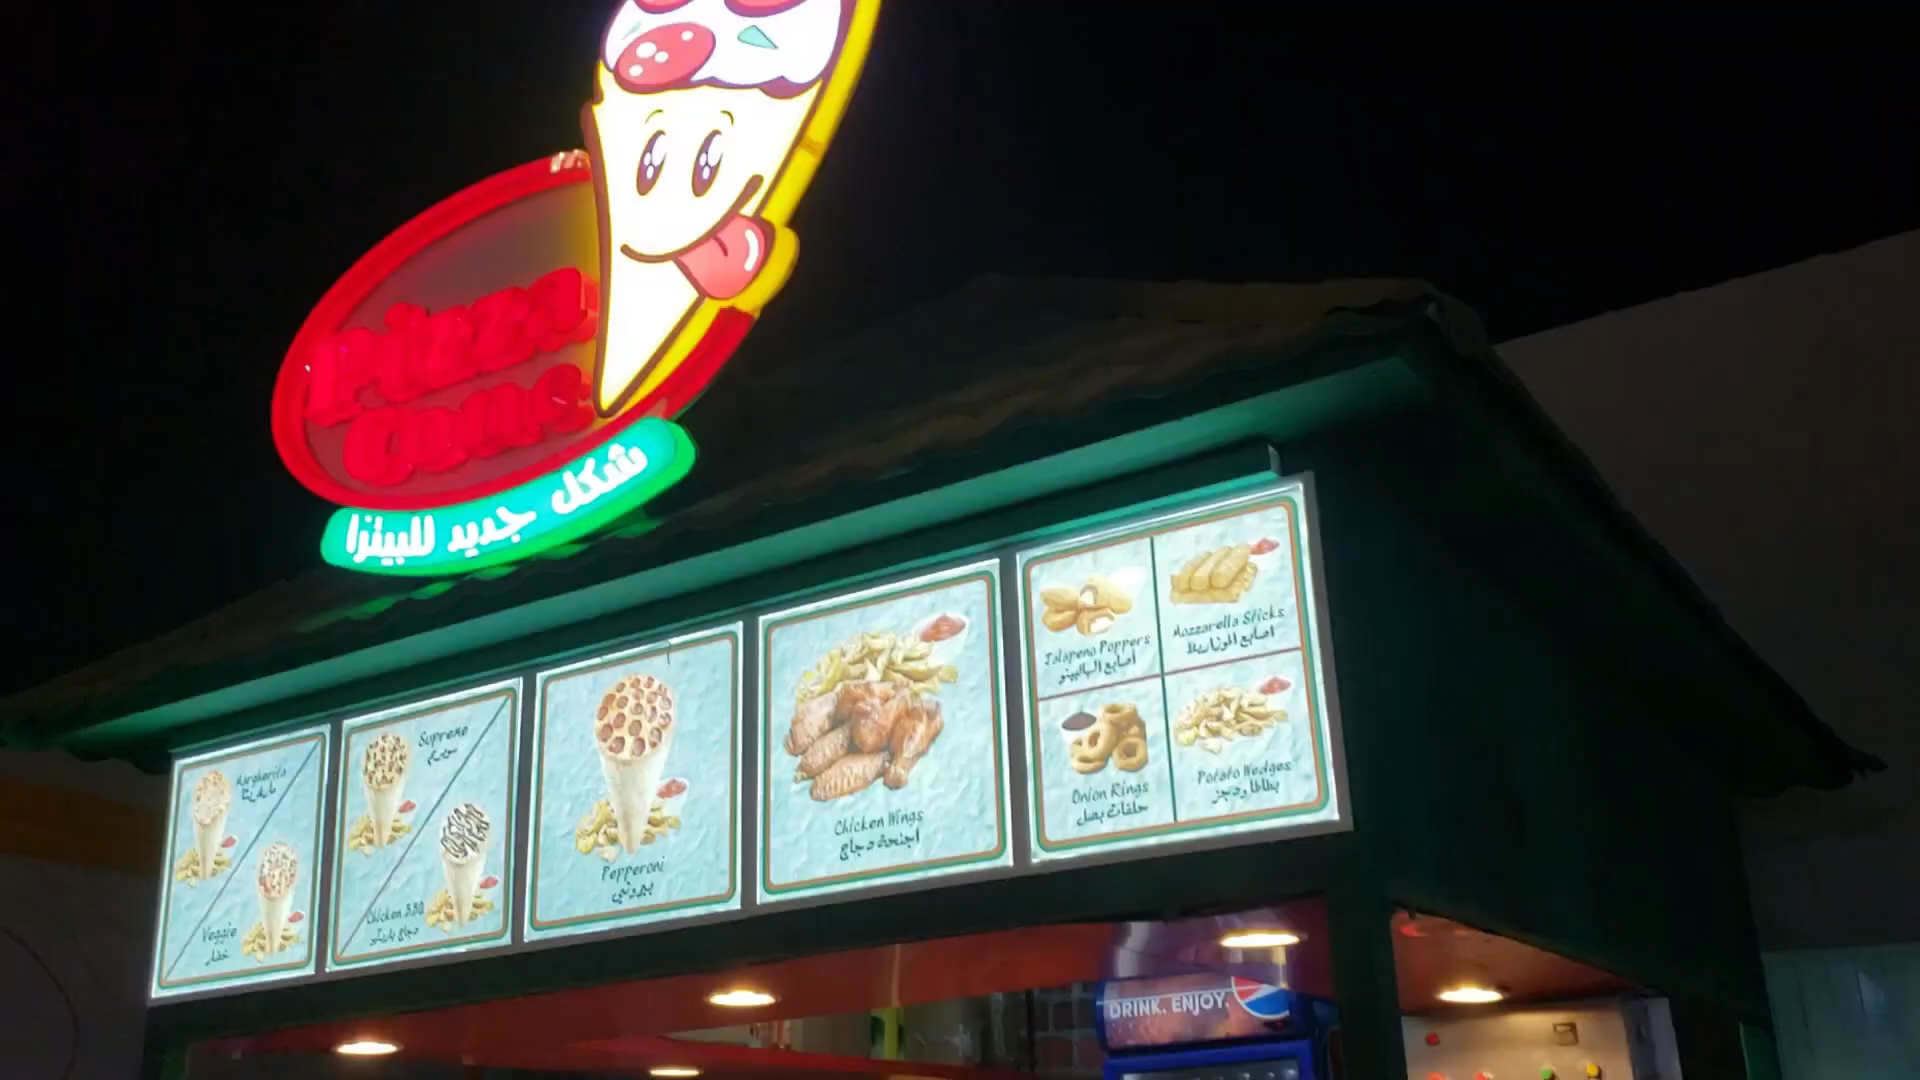 Pizza
Cone
شكل جديد للبيتزا
Margherita
مارغريتا
Veggie
خضار
Supreme
سوبريم
Chicken BBQ
دجاج باربكيو
Pepperoni
بيبروني
Chicken Wings
اجنحة دجاج
Jalapeno Poppers
أصابع الهالبينو
Mozzarella Sticks
اصابع الموزاريلا
Onion Rings
حلقات بصل
Potato Wedges
بطاطا ودجز
DRINK. ENJOY.